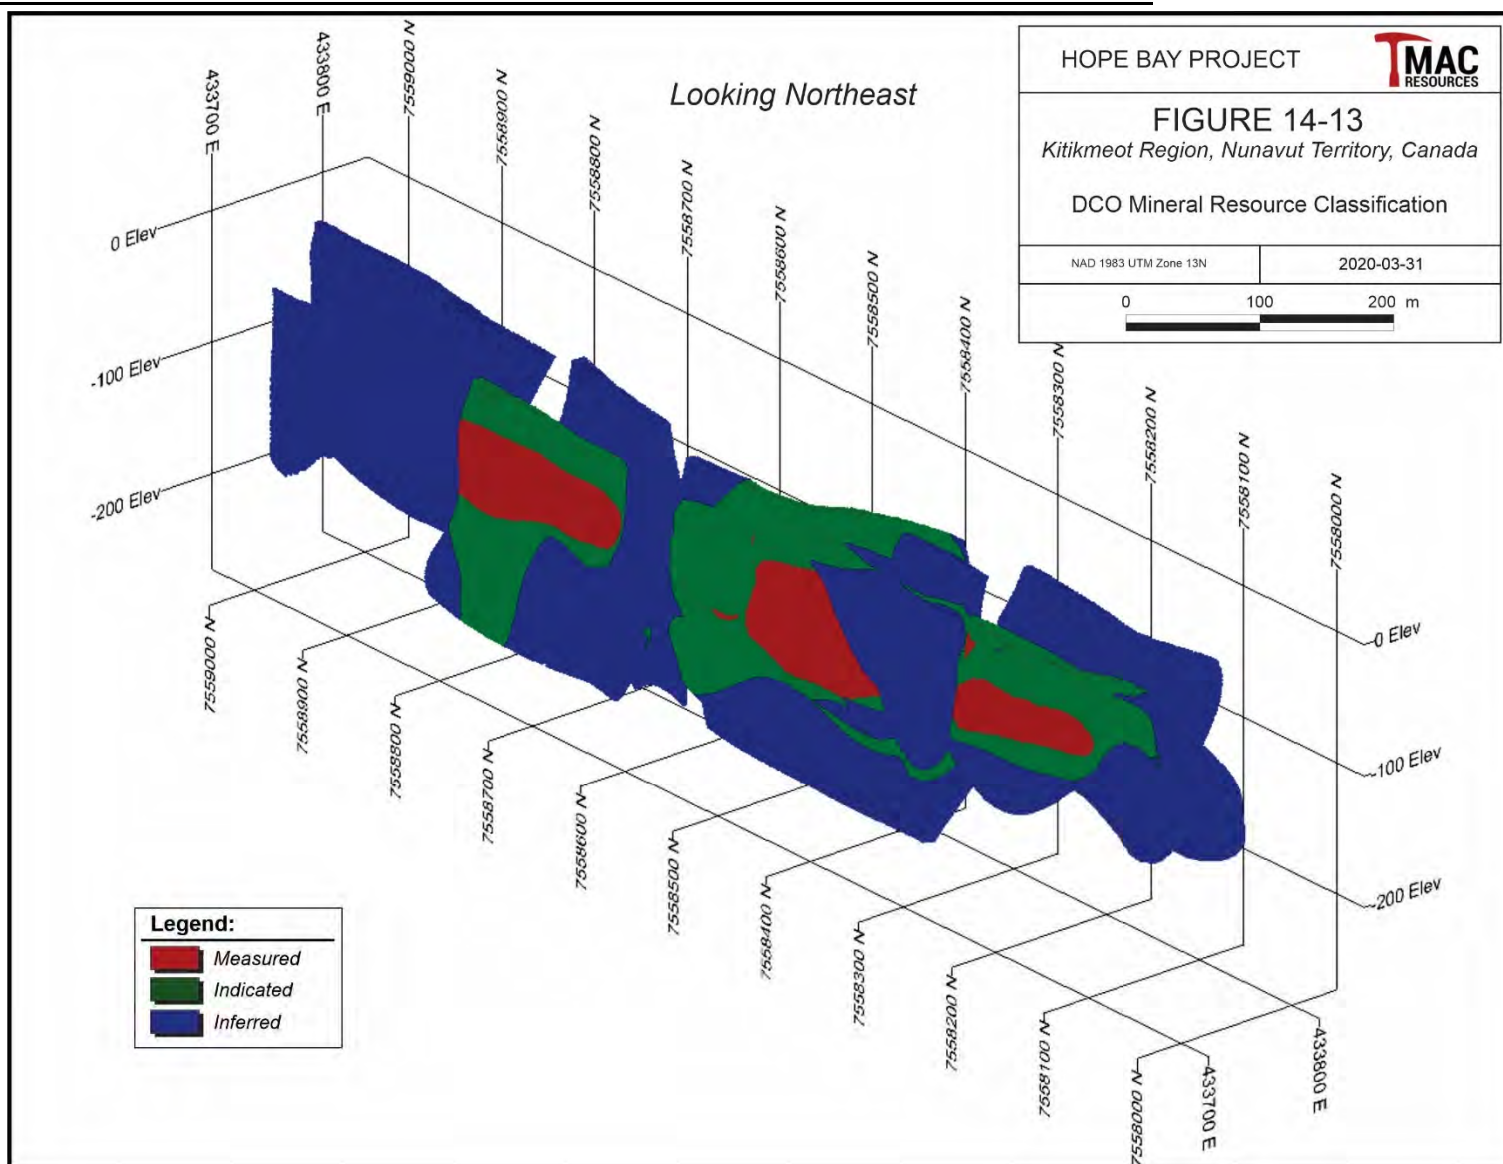 HOPE BAY PROJECT
TMAC
RESOURCES
FIGURE 14-13
Kitikmeot Region, Nunavut Territory, Canada
DCO Mineral Resource Classification
NAD 1983 UTM Zone 13N
2020-03-31
0 100 200 m
Looking Northeast
433700 E
433800 E
7559000 N
7558900 N
7558800 N
7558700 N
7558600 N
7558500 N
7558400 N
7558300 N
7558200 N
7558100 N
7558000 N
0 Elev
-100 Elev
-200 Elev
0 Elev
-100 Elev
-200 Elev
7559000 N
7558900 N
7558800 N
7558700 N
7558600 N
7558500 N
7558400 N
7558300 N
7558200 N
7558100 N
7558000 N
433700 E
433800 E
Legend:
Measured
Indicated
Inferred